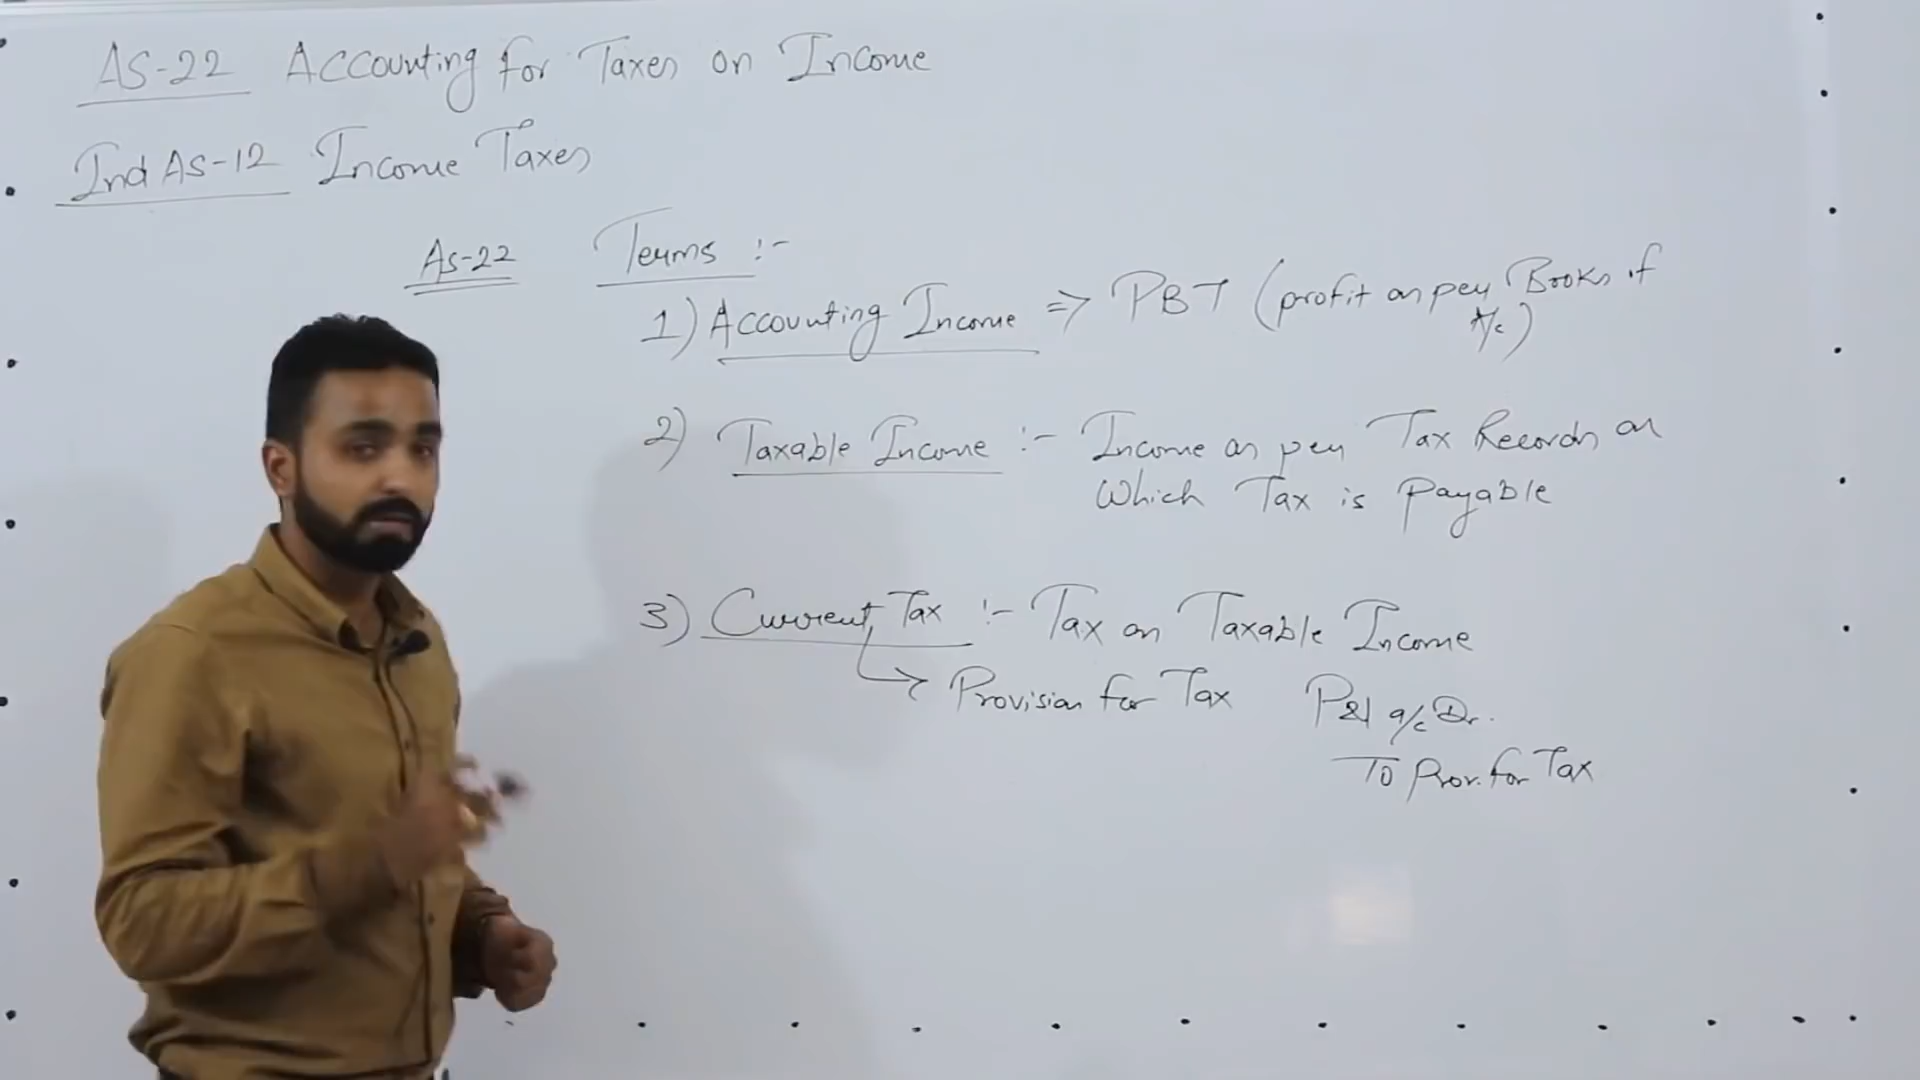 AS-22 Accounting for Taxes on Income
Ind AS-12 Income Taxes
AS-22 Terms :-
1) Accounting Income => PBT (profit as per Books of
A/c)
2) Taxable Income :- Income as per Tax Records on
Which Tax is payable
3) Current Tax :- Tax on Taxable Income
→ Provision for Tax P&l a/c Dr.
To Prov. for Tax